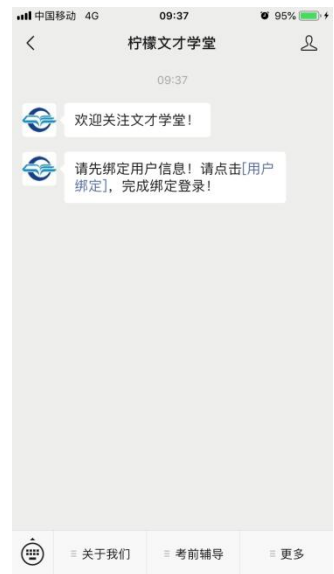 中国移动 4G 09:37 95%
柠檬文才学堂
09:37
欢迎关注文才学堂！
请先绑定用户信息！请点击[用户
绑定]，完成绑定登录！
关于我们 考前辅导 更多